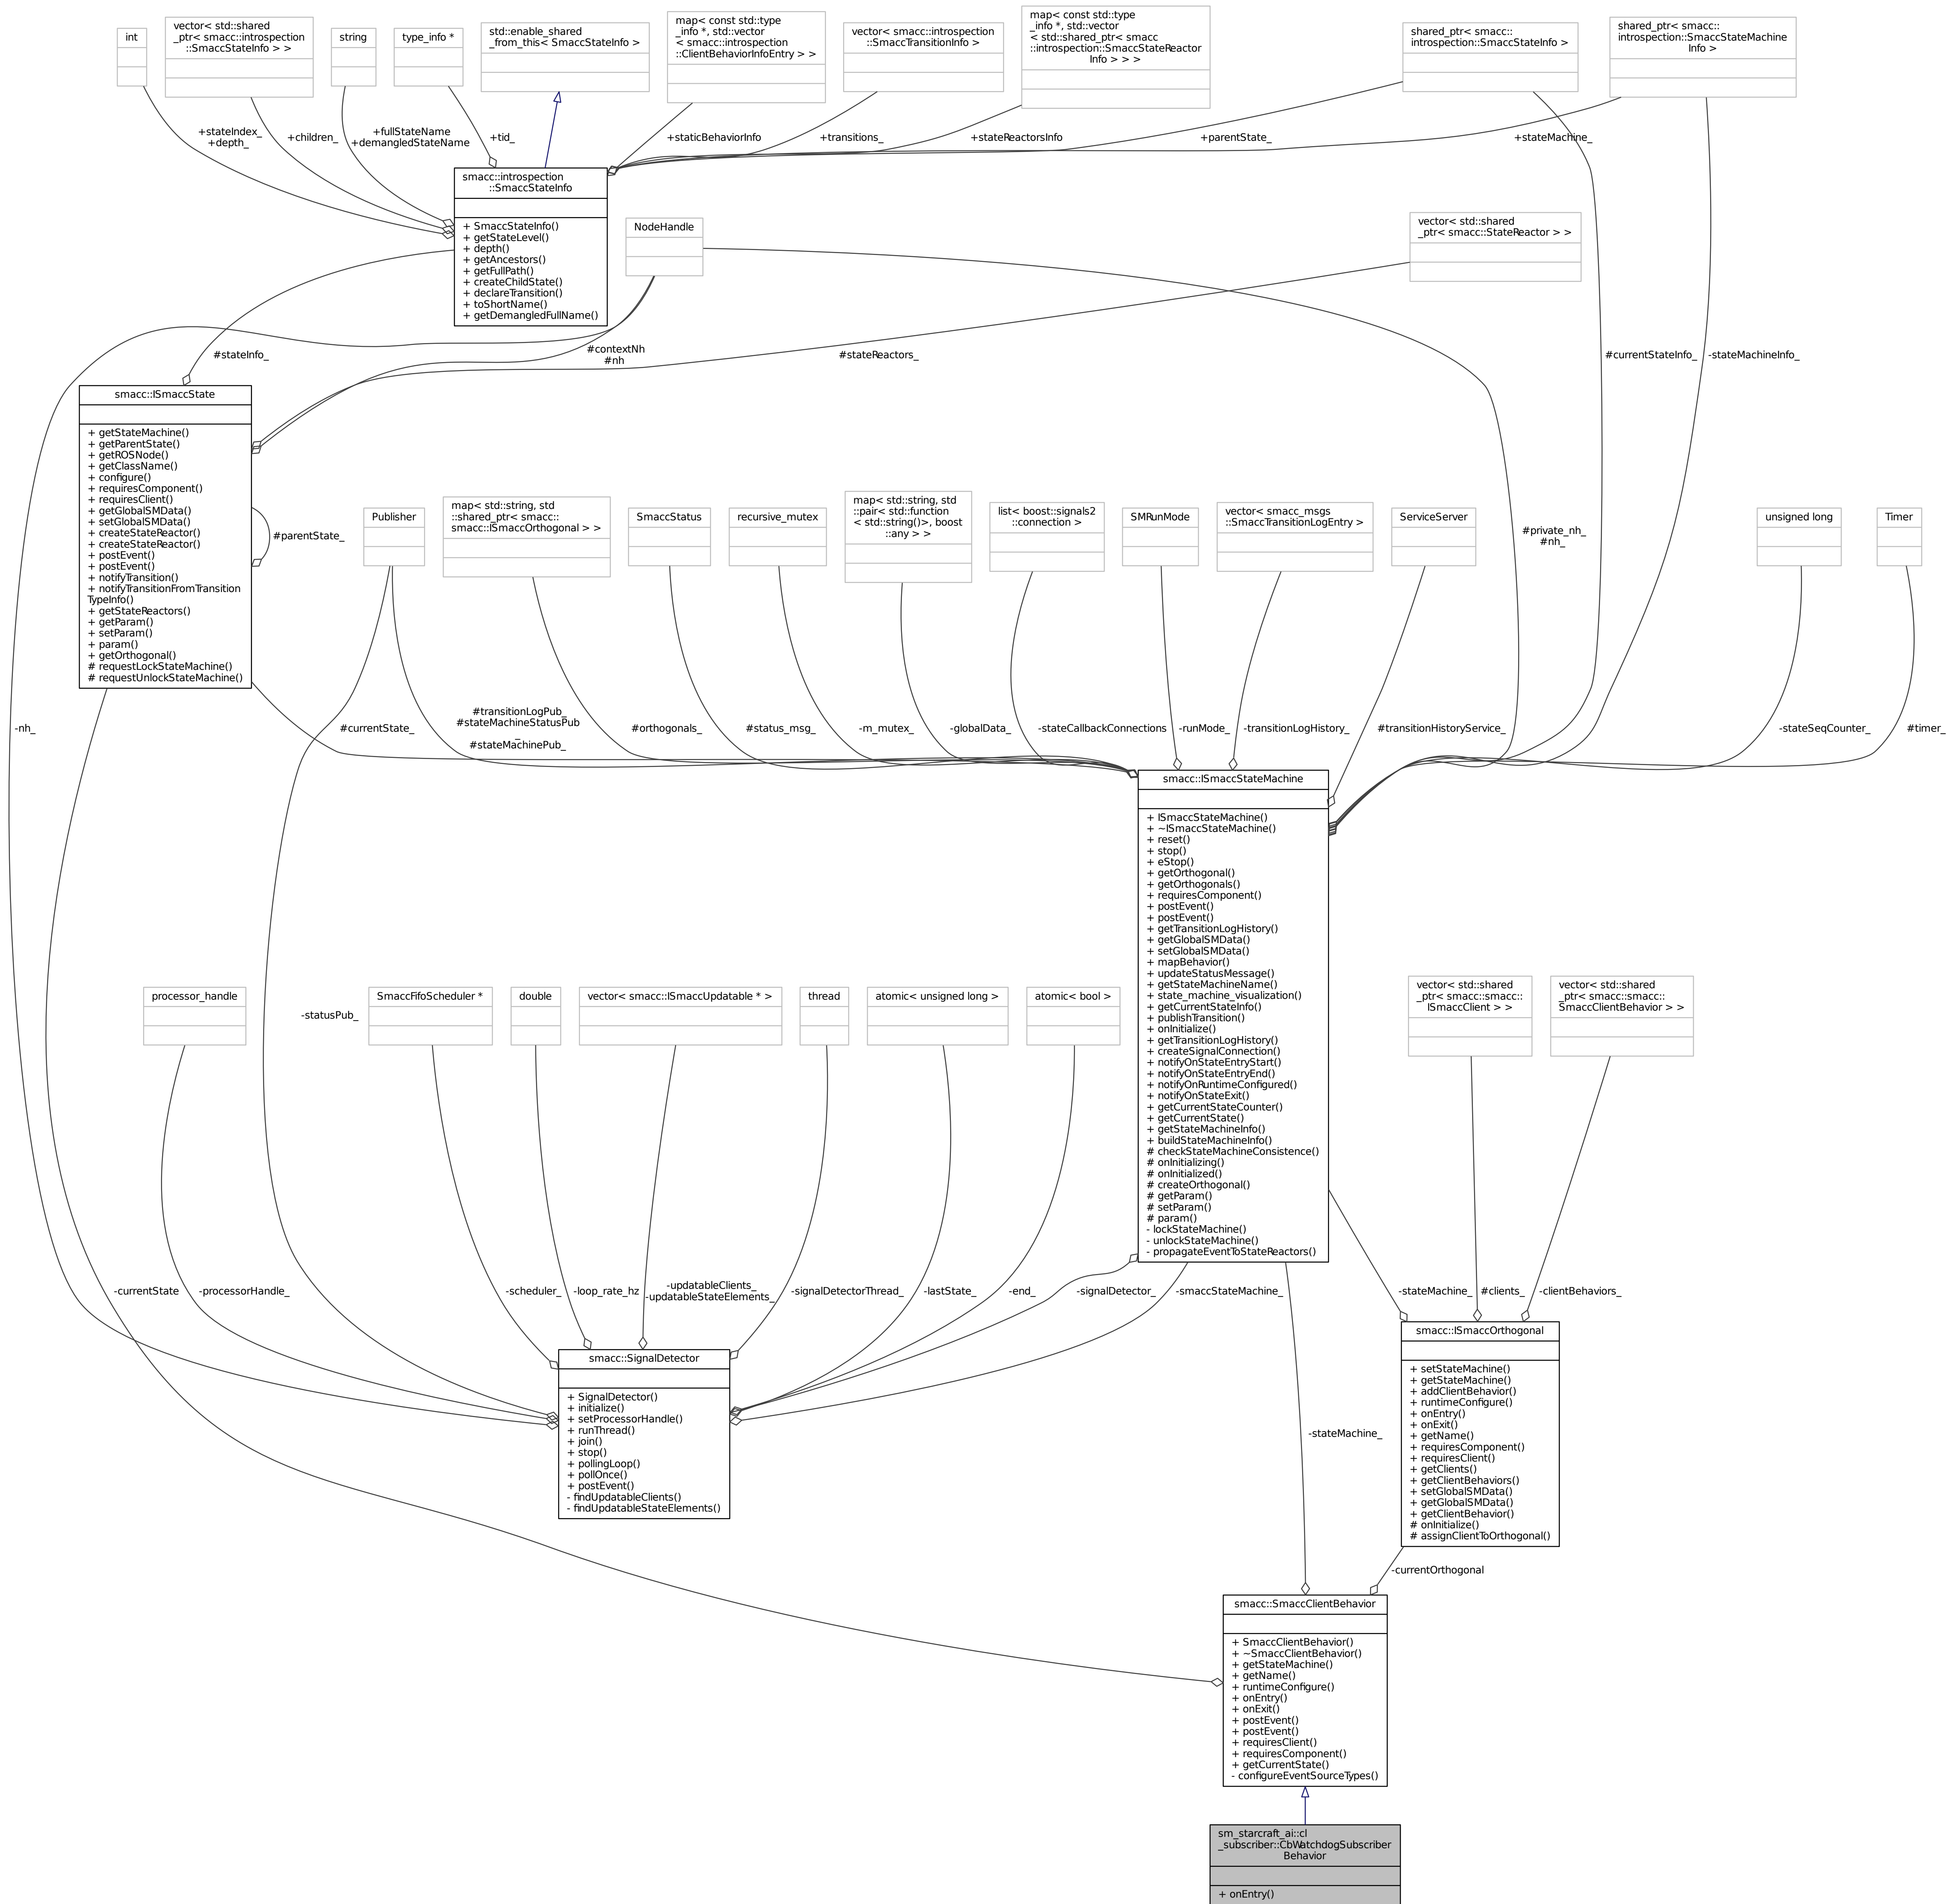 int
vector< std::shared
_ptr< smacc::introspection
::SmaccStateInfo > >
string
type_info *
std::enable_shared
_from_this< SmaccStateInfo >
map< const std::type
_info *, std::vector
< smacc::introspection
::ClientBehaviorInfoEntry > >
vector< smacc::introspection
::SmaccTransitionInfo >
map< const std::type
_info *, std::vector
< std::shared_ptr< smacc
::introspection::SmaccStateReactor
Info > > >
shared_ptr< smacc::
introspection::SmaccStateInfo >
shared_ptr< smacc::
introspection::SmaccStateMachine
Info >
+stateIndex_
+depth_
+children_
+fullStateName
+demangledStateName
+tid_
+staticBehaviorInfo
+transitions_
+stateReactorsInfo
+parentState_
+stateMachine_
smacc::introspection
::SmaccStateInfo
+ SmaccStateInfo()
+ getStateLevel()
+ depth()
+ getAncestors()
+ getFullPath()
+ createChildState()
+ declareTransition()
+ toShortName()
+ getDemangledFullName()
NodeHandle
vector< std::shared
_ptr< smacc::StateReactor > >
#stateInfo_
#contextNh
#nh
#stateReactors_
#currentStateInfo_
-stateMachineInfo_
smacc::ISmaccState
+ getStateMachine()
+ getParentState()
+ getROSNode()
+ getClassName()
+ configure()
+ requiresComponent()
+ requiresClient()
+ getGlobalSMData()
+ setGlobalSMData()
+ createStateReactor()
+ createStateReactor()
+ postEvent()
+ postEvent()
+ notifyTransition()
+ notifyTransitionFromTransition
TypeInfo()
+ getStateReactors()
+ getParam()
+ setParam()
+ param()
+ getOrthogonal()
# requestLockStateMachine()
# requestUnlockStateMachine()
#parentState_
Publisher
map< std::string, std
::shared_ptr< smacc::
smacc::ISmaccOrthogonal > >
SmaccStatus
recursive_mutex
map< std::string, std
::pair< std::function
< std::string()>, boost
::any > >
list< boost::signals2
::connection >
SMRunMode
vector< smacc_msgs
::SmaccTransitionLogEntry >
ServiceServer
#private_nh_
#nh_
unsigned long
Timer
-nh_
#currentState_
#transitionLogPub_
#stateMachineStatusPub
_
#stateMachinePub_
#orthogonals_
#status_msg_
-m_mutex_
-globalData_
-stateCallbackConnections
-runMode_
-transitionLogHistory_
#transitionHistoryService_
-stateSeqCounter_
#timer_
smacc::ISmaccStateMachine
+ ISmaccStateMachine()
+ ~ISmaccStateMachine()
+ reset()
+ stop()
+ eStop()
+ getOrthogonal()
+ getOrthogonals()
+ requiresComponent()
+ postEvent()
+ postEvent()
+ getTransitionLogHistory()
+ getGlobalSMData()
+ setGlobalSMData()
+ mapBehavior()
+ updateStatusMessage()
+ getStateMachineName()
+ state_machine_visualization()
+ getCurrentStateInfo()
+ publishTransition()
+ onInitialize()
+ getTransitionLogHistory()
+ createSignalConnection()
+ notifyOnStateEntryStart()
+ notifyOnStateEntryEnd()
+ notifyOnRuntimeConfigured()
+ notifyOnStateExit()
+ getCurrentStateCounter()
+ getCurrentState()
+ getStateMachineInfo()
+ buildStateMachineInfo()
# checkStateMachineConsistence()
# onInitializing()
# onInitialized()
# createOrthogonal()
# getParam()
# setParam()
# param()
- lockStateMachine()
- unlockStateMachine()
- propagateEventToStateReactors()
processor_handle
-statusPub_
SmaccFifoScheduler *
double
vector< smacc::ISmaccUpdatable * >
thread
atomic< unsigned long >
atomic< bool >
vector< std::shared
_ptr< smacc::smacc::
ISmaccClient > >
vector< std::shared
_ptr< smacc::smacc::
SmaccClientBehavior > >
-currentState
-processorHandle_
-scheduler_
-loop_rate_hz
-updatableClients_
-updatableStateElements_
-signalDetectorThread_
-lastState_
-end_
-signalDetector_
-smaccStateMachine_
-stateMachine_
#clients_
-clientBehaviors_
smacc::SignalDetector
+ SignalDetector()
+ initialize()
+ setProcessorHandle()
+ runThread()
+ join()
+ stop()
+ pollingLoop()
+ pollOnce()
+ postEvent()
- findUpdatableClients()
- findUpdatableStateElements()
-stateMachine_
smacc::ISmaccOrthogonal
+ setStateMachine()
+ getStateMachine()
+ addClientBehavior()
+ runtimeConfigure()
+ onEntry()
+ onExit()
+ getName()
+ requiresComponent()
+ requiresClient()
+ getClients()
+ getClientBehaviors()
+ setGlobalSMData()
+ getGlobalSMData()
+ getClientBehavior()
# onInitialize()
# assignClientToOrthogonal()
-currentOrthogonal
smacc::SmaccClientBehavior
+ SmaccClientBehavior()
+ ~SmaccClientBehavior()
+ getStateMachine()
+ getName()
+ runtimeConfigure()
+ onEntry()
+ onExit()
+ postEvent()
+ postEvent()
+ requiresClient()
+ requiresComponent()
+ getCurrentState()
- configureEventSourceTypes()
sm_starcraft_ai::cl
_subscriber::CbWatchdogSubscriber
Behavior
+ onEntry()